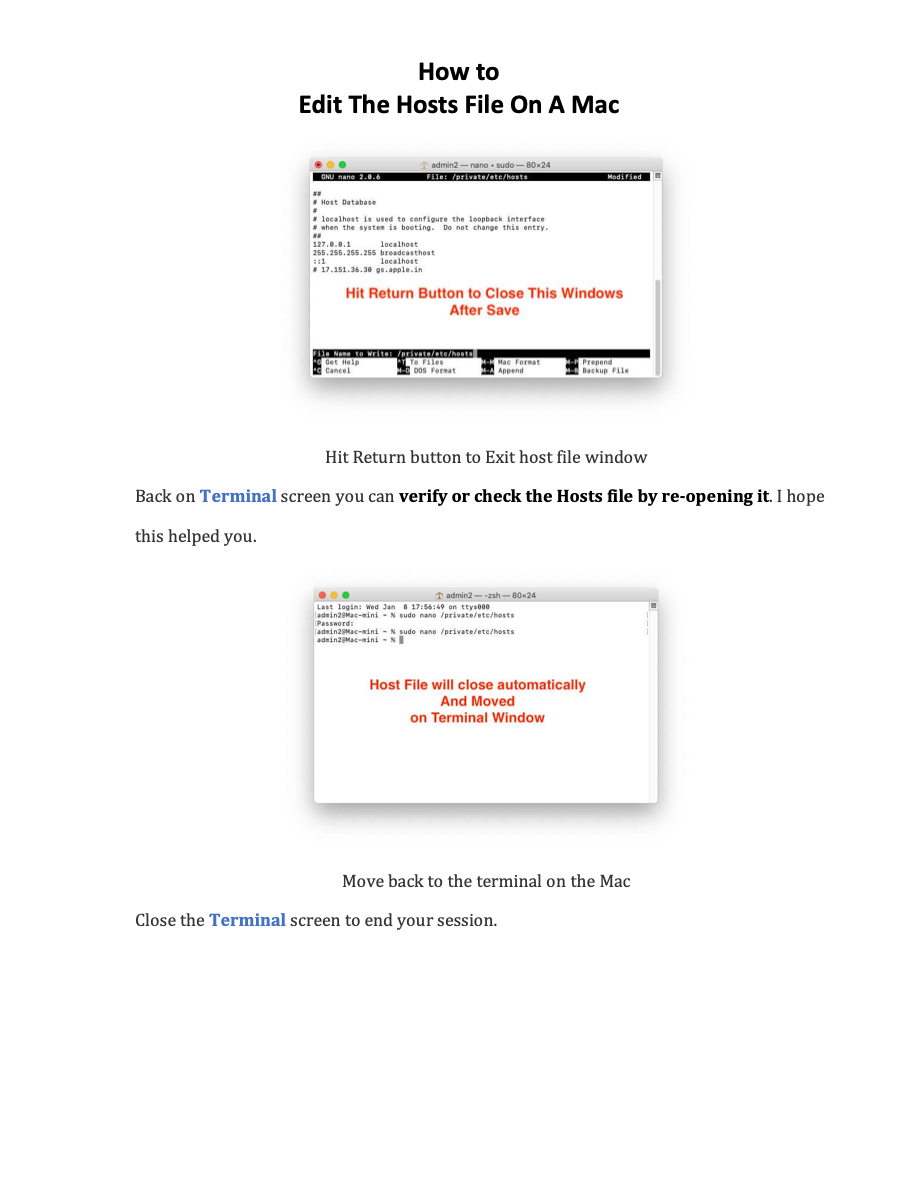 How to
Edit The Hosts File On A Mac
admin2 — nano • sudo — 80×24
GNU nano 2.0.6 File: /private/etc/hosts Modified
##
# Host Database
#
# localhost is used to configure the loopback interface
# when the system is booting. Do not change this entry.
##
127.0.0.1 localhost
255.255.255.255 broadcasthost
::1 localhost
# 17.151.36.30 gs.apple.in
Hit Return Button to Close This Windows
After Save
File Name to Write: /private/etc/hosts
^G Get Help ^T To Files M-M Mac Format M-P Prepend
^C Cancel M-D DOS Format M-A Append M-B Backup File
Hit Return button to Exit host file window
Back on Terminal screen you can verify or check the Hosts file by re-opening it. I hope
this helped you.
admin2 — -zsh — 80×24
Last login: Wed Jan 8 17:56:49 on ttys000
[admin2@Mac-mini ~ % sudo nano /private/etc/hosts ]
[Password: ]
[admin2@Mac-mini ~ % sudo nano /private/etc/hosts ]
admin2@Mac-mini ~ %
Host File will close automatically
And Moved
on Terminal Window
Move back to the terminal on the Mac
Close the Terminal screen to end your session.